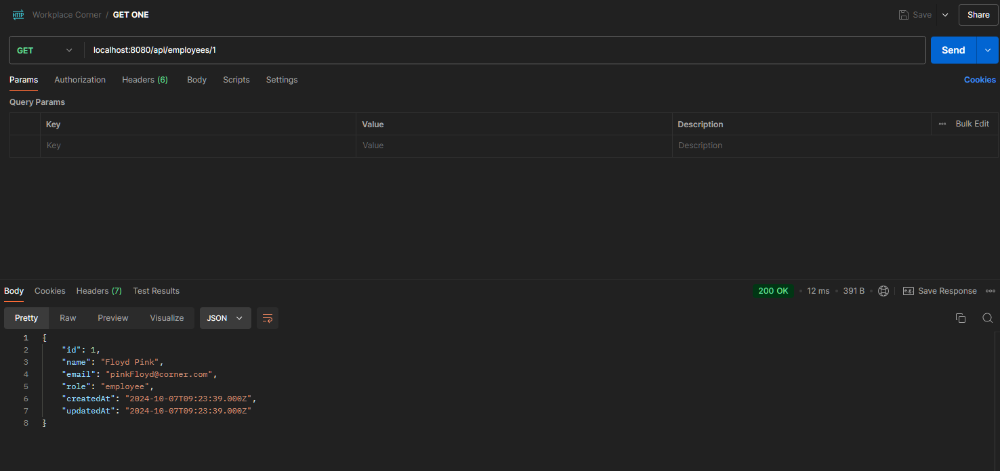 HTTP Workplace Corner / GET ONE Save Share
GET localhost:8080/api/employees/1 Send
Params Authorization Headers (6) Body Scripts Settings Cookies
Query Params
Key Value Description ••• Bulk Edit
Key Value Description
Body Cookies Headers (7) Test Results 200 OK • 12 ms • 391 B • e.g. Save Response
Pretty Raw Preview Visualize JSON
1 {
2 "id": 1,
3 "name": "Floyd Pink",
4 "email": "pinkFloyd@corner.com",
5 "role": "employee",
6 "createdAt": "2024-10-07T09:23:39.000Z",
7 "updatedAt": "2024-10-07T09:23:39.000Z"
8 }